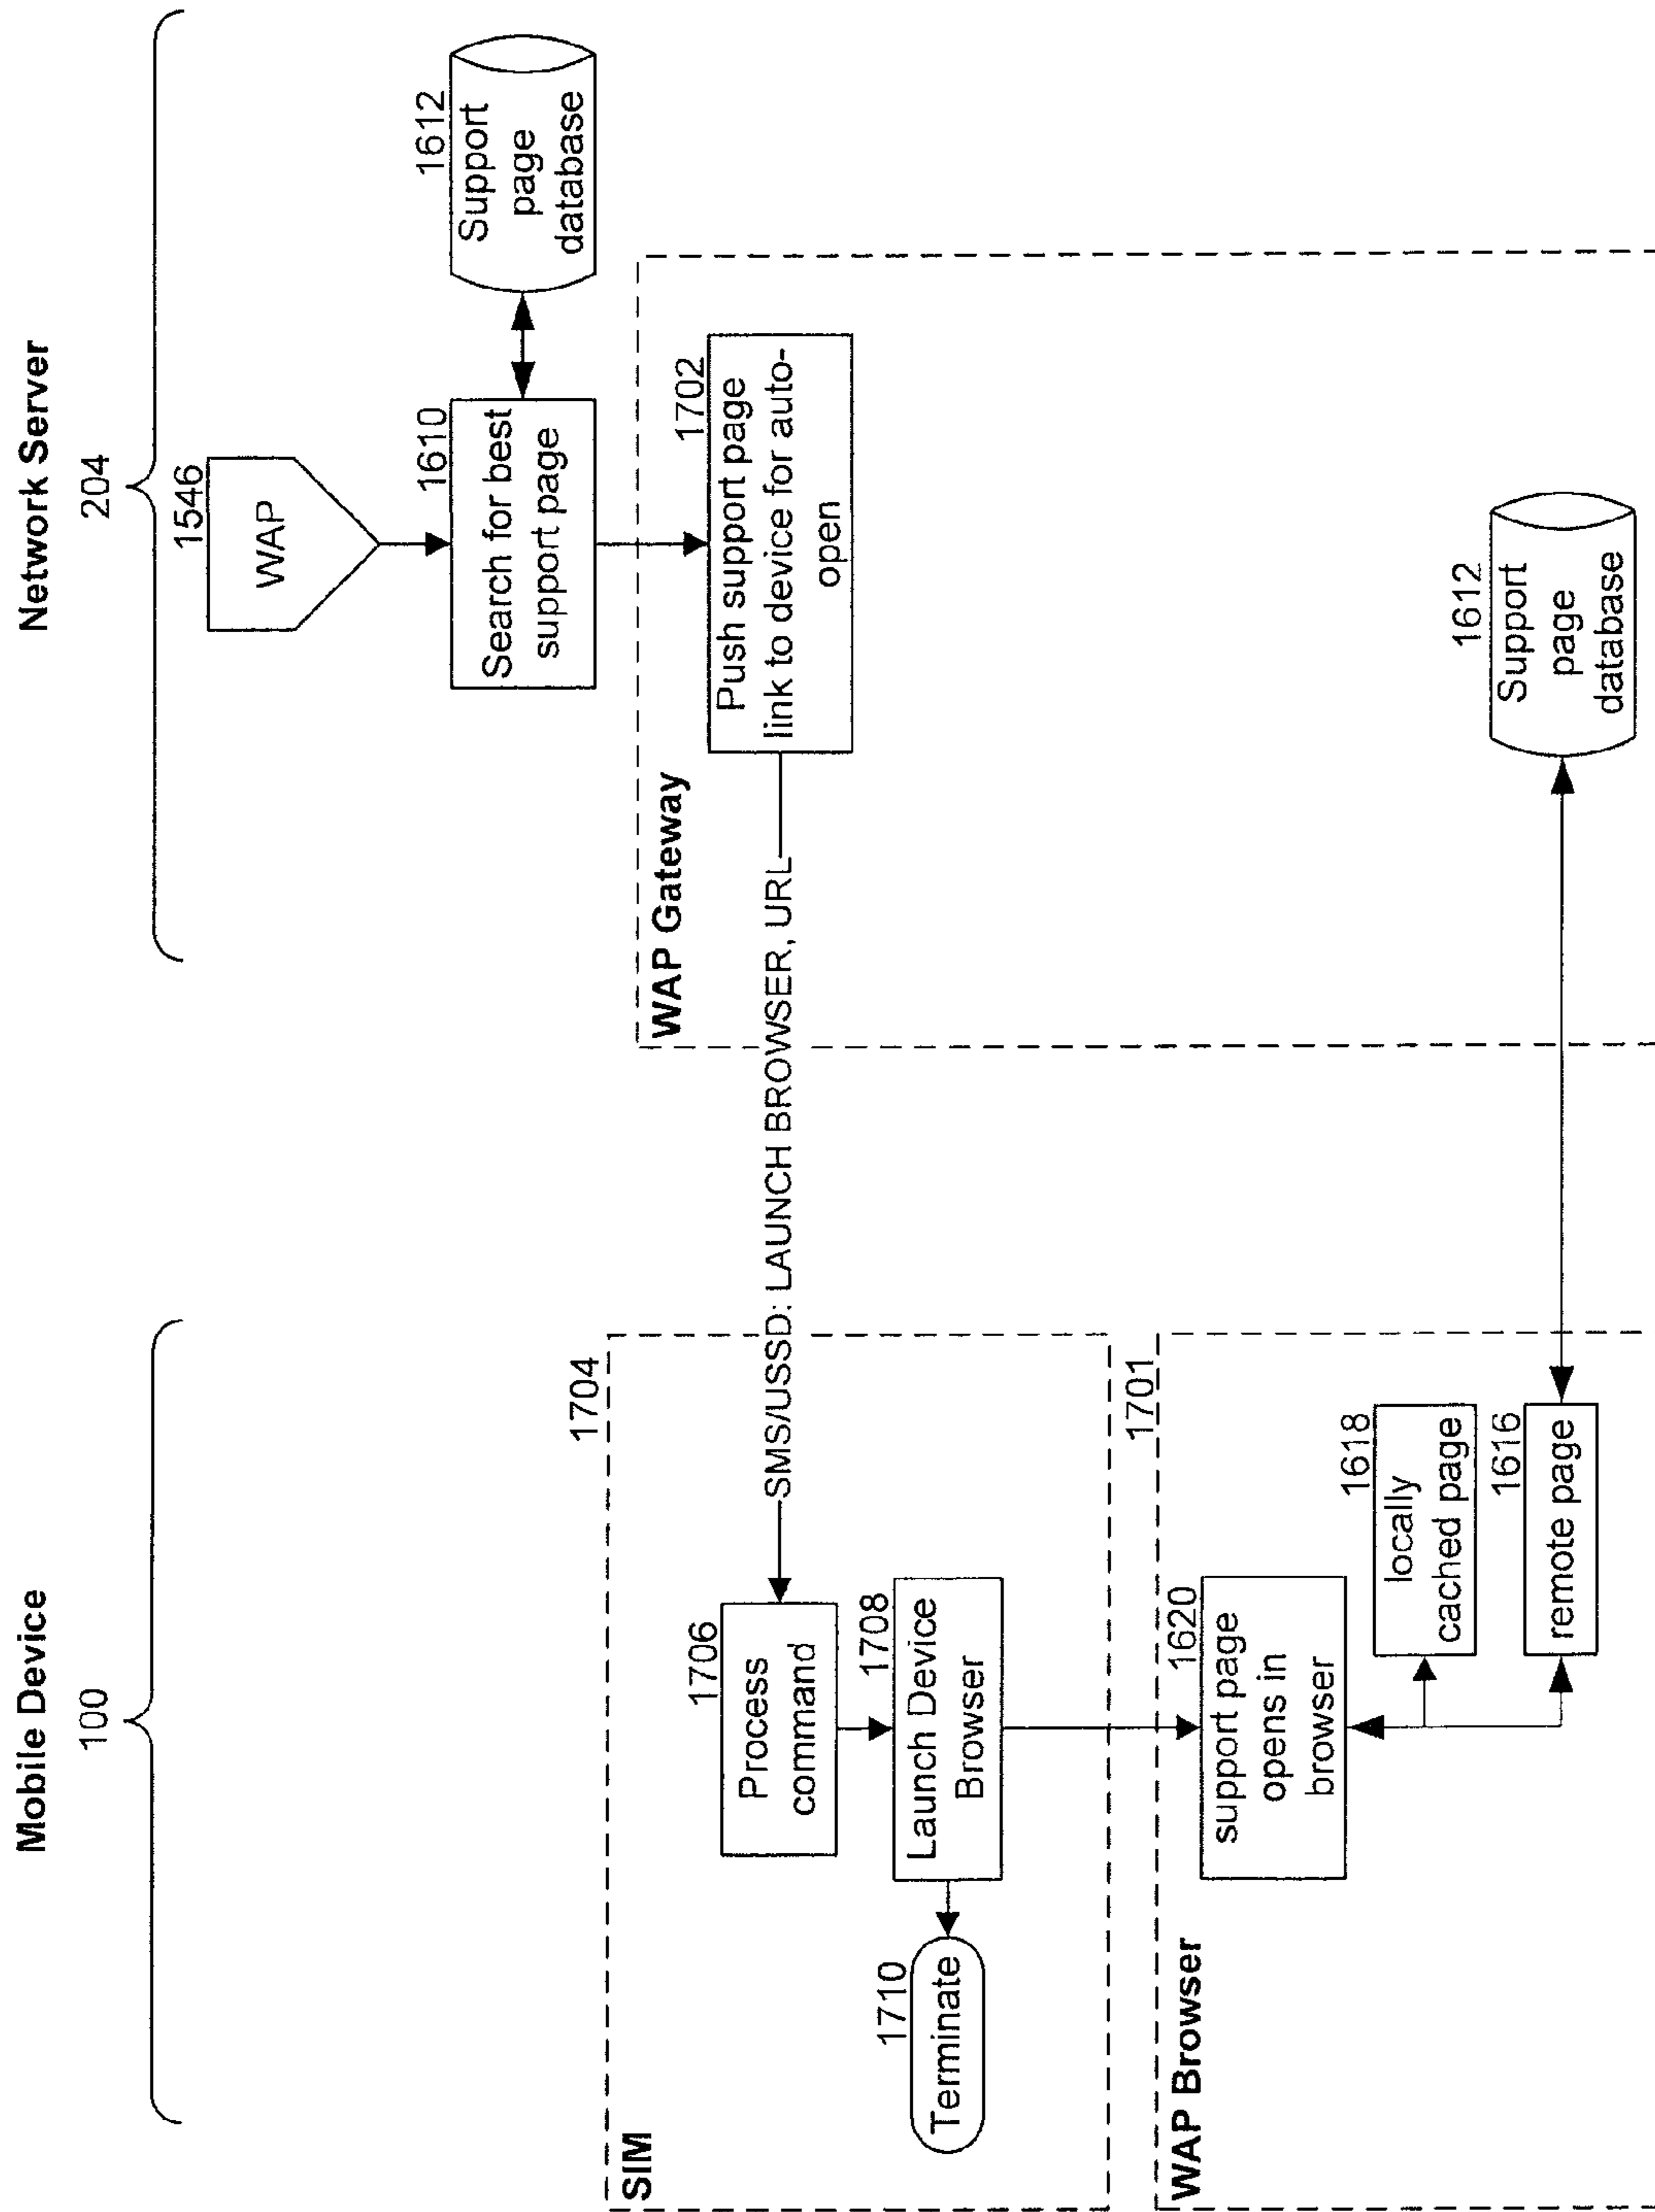 Mobile Device
100
Network Server
204
1546
WAP
1610
Search for best
support page
1612
Support
page
database
WAP Gateway
1702
Push support page
link to device for auto-
open
SMS/USSD: LAUNCH BROWSER, URL
1704
SIM
1706
Process
command
1708
Launch Device
Browser
1710
Terminate
1701
WAP Browser
1620
support page
opens in
browser
1618
locally
cached page
1616
remote page
1612
Support
page
database